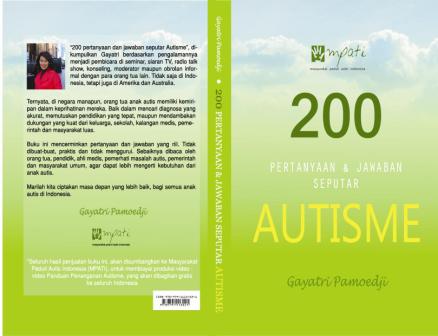 "200 pertanyaan dan jawaban seputar Autisme", di-
kumpulkan Gayatri berdasarkan pengalamannya
menjadi pembicara di seminar, siaran TV, radio talk
show, konseling, moderator maupun obrolan infor
mal dengan para orang tua lain. Tidak saja di Indo-
nesia, tetapi juga di Amerika dan Australia.
Ternyata, di negara manapun, orang tua anak autis memiliki kemiri-
pan dalam keprihatinan mereka. Baik dalam mencari diagnosa yang
akurat, memutuskan pendidikan yang tepat, maupun mendambakan
dukungan yang kuat dari keluarga, sekolah, kalangan medis, peme-
rintah dan masyarakat luas.
Buku ini mencerminkan pertanyaan dan jawaban yang riil. Tidak
dibuat-buat, praktis dan tidak menggurui. Sebaiknya dibaca oleh
orang tua, pendidik, ahli medis, pemerhati masalah autis, pemerintah
dan masyarakat umum, agar dapat lebih mengerti kebutuhan dari
anak autis.
Marilah kita ciptakan masa depan yang lebih baik, bagi semua anak
autis di Indonesia.
Gayatri Pamoedji
mpati
masyarakat peduli autis indonesia
"Seluruh hasil penjualan buku ini, akan disumbangkan ke Masyarakat
Peduli Autis Indonesia (MPATI), untuk membiayai produksi video -
video Panduan Penanganan Autisme, yang akan dibagikan gratis
ke seluruh Indonesia.
Gayatri Pamoedji
200 PERTANYAAN & JAWABAN SEPUTAR AUTISME
mpati
masyarakat peduli autis indonesia
200
PERTANYAAN & JAWABAN
SEPUTAR
AUTISME
Gayatri Pamoedji